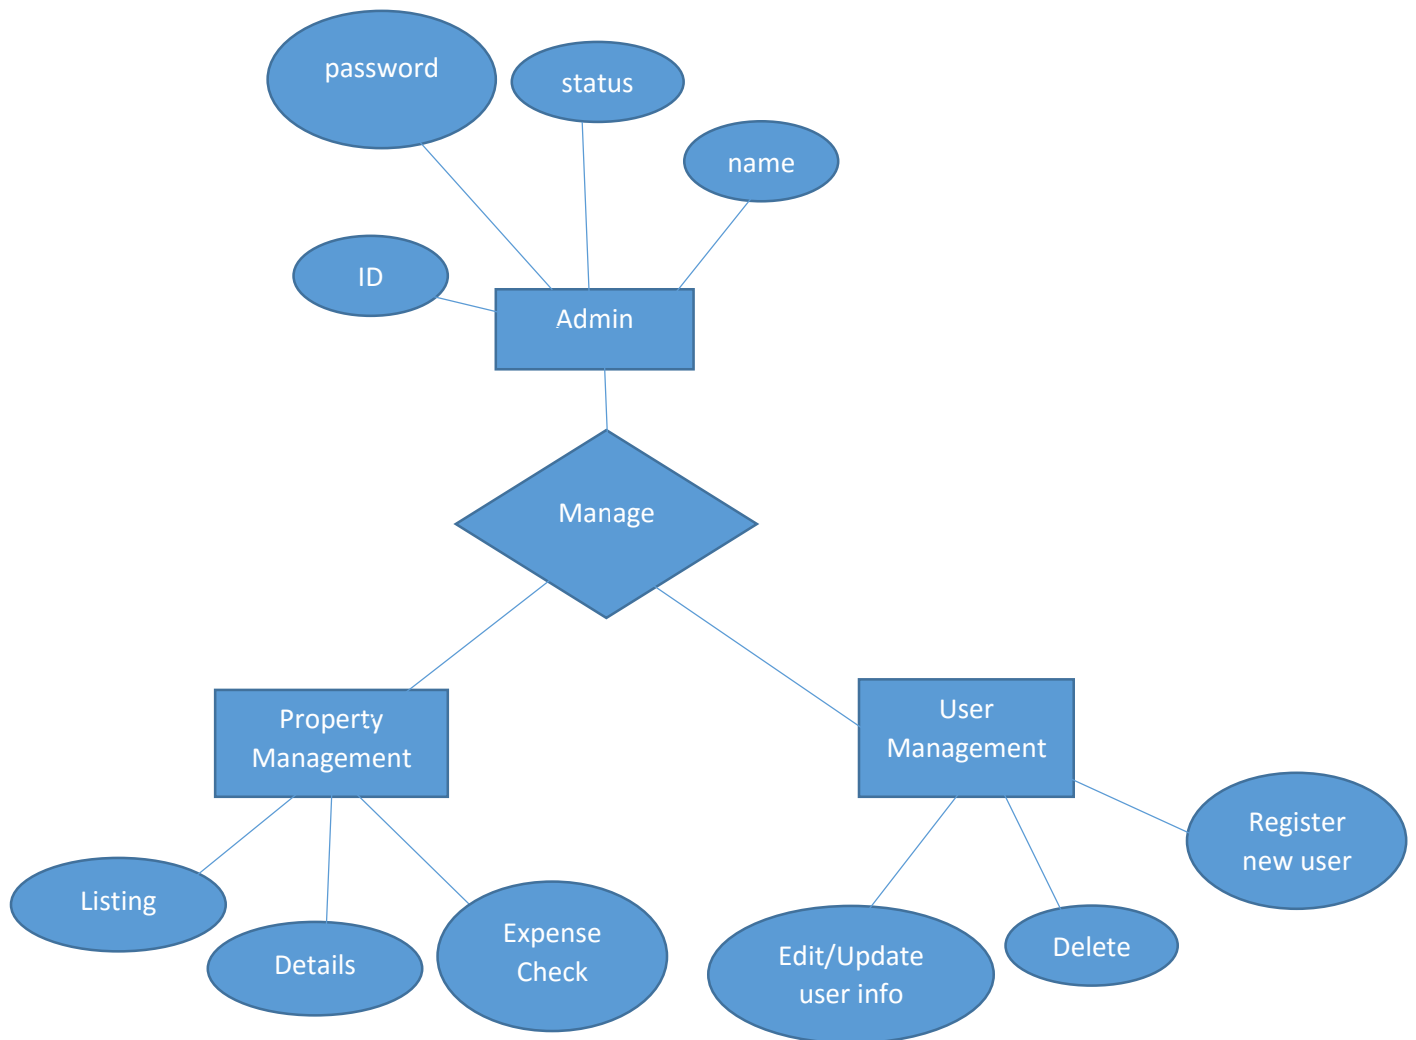 password
status
name
ID
Admin
Manage
Property
Management
User
Management
Register
new user
Listing
Details
Expense
Check
Edit/Update
user info
Delete